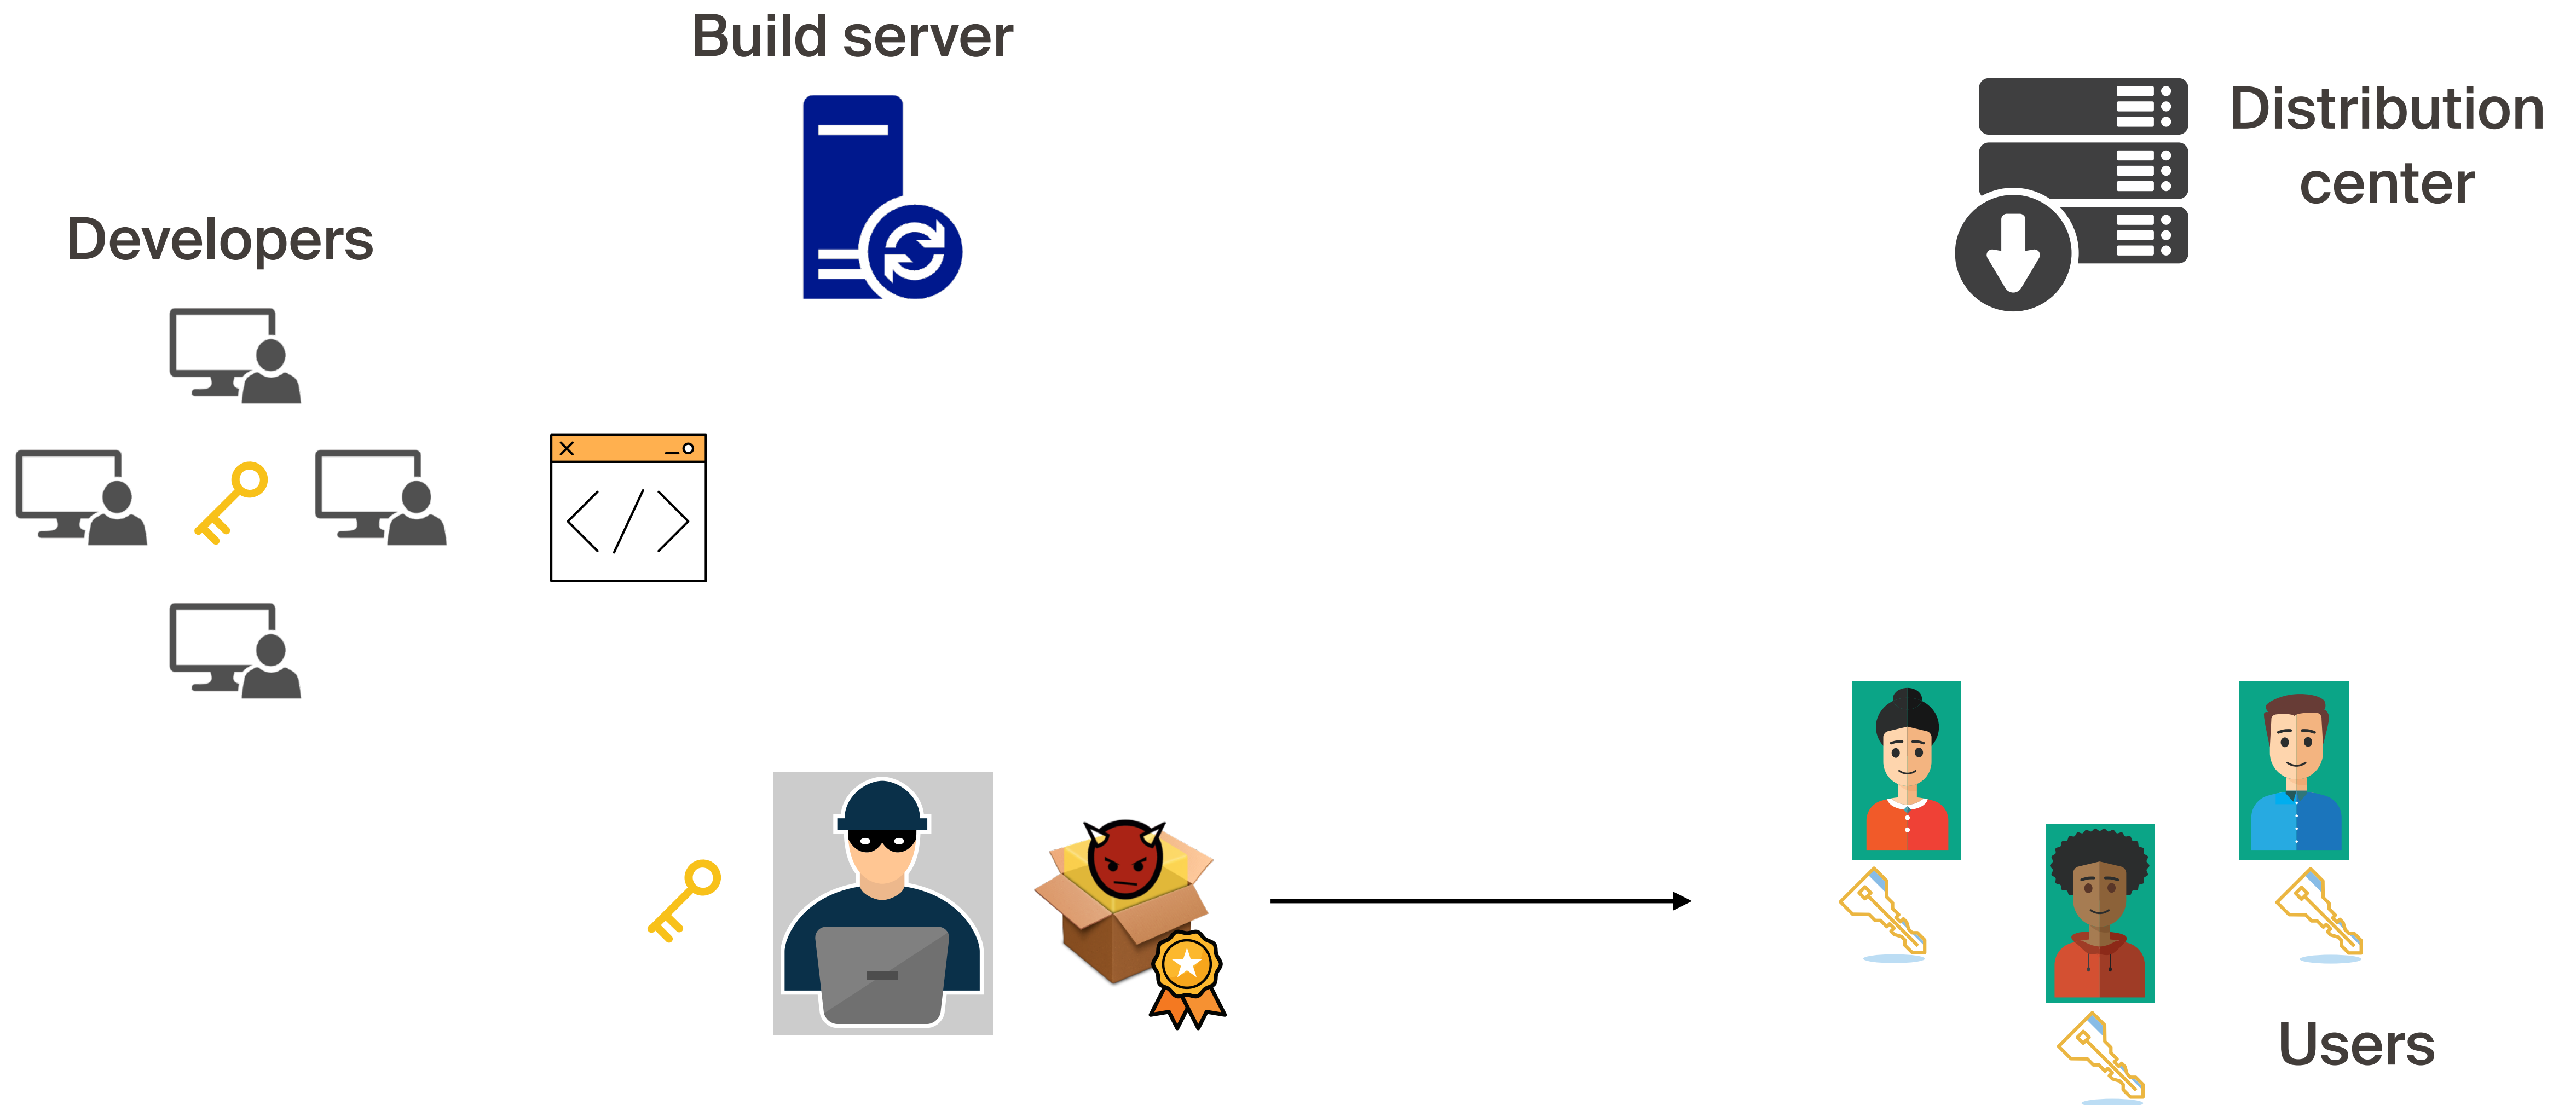 Build server
Distribution
center
Developers
</>
Users